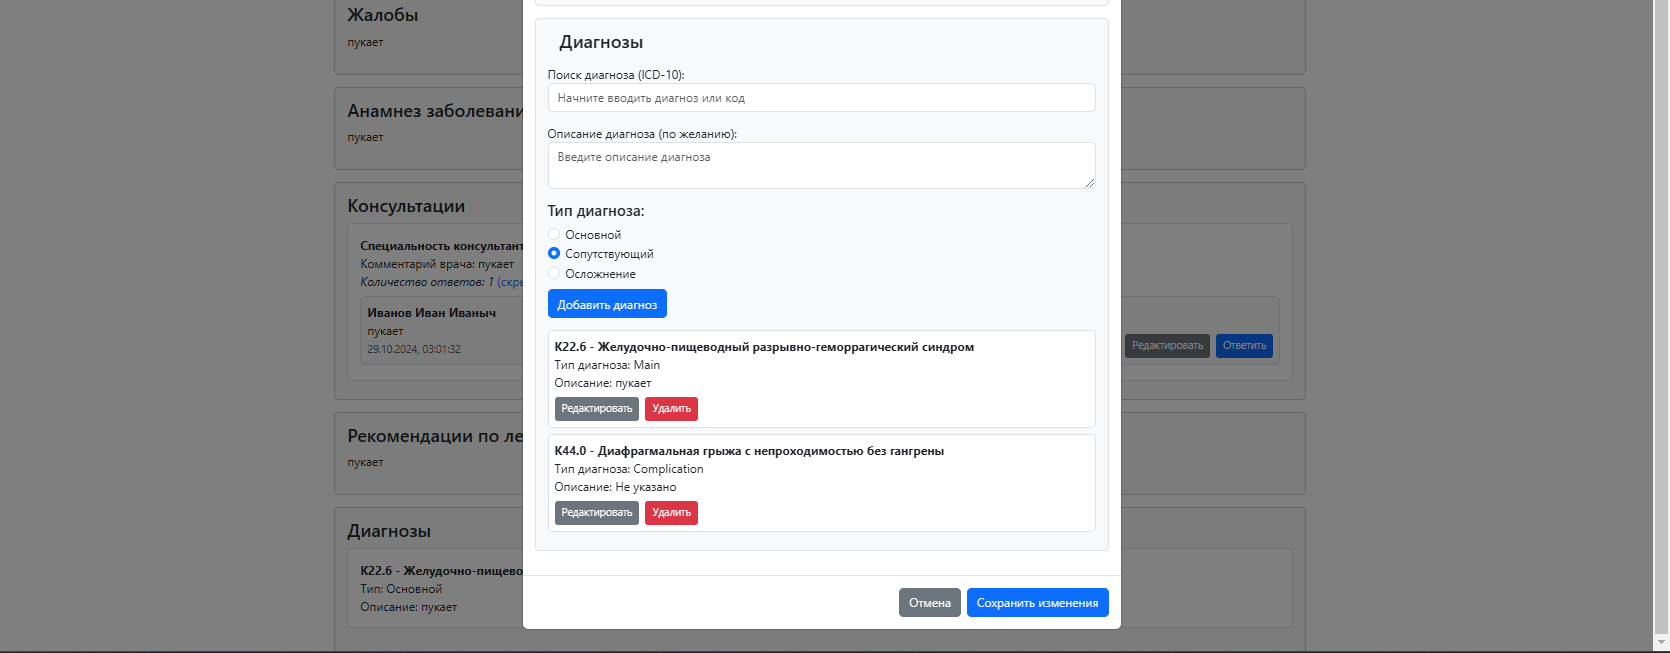 Жалобы
пукает
Анамнез заболевани
пукает
Консультации
Специальность консультант
Комментарий врача: пукает
Количество ответов: 1 (скры
Иванов Иван Иваныч
пукает
29.10.2024, 03:01:32
Редактировать Ответить
Рекомендации по ле
пукает
Диагнозы
K22.6 - Желудочно-пищево
Тип: Основной
Описание: пукает
Диагнозы
Поиск диагноза (ICD-10):
Начните вводить диагноз или код
Описание диагноза (по желанию):
Введите описание диагноза
Тип диагноза:
Основной
Сопутствующий
Осложнение
Добавить диагноз
K22.6 - Желудочно-пищеводный разрывно-геморрагический синдром
Тип диагноза: Main
Описание: пукает
Редактировать Удалить
K44.0 - Диафрагмальная грыжа с непроходимостью без гангрены
Тип диагноза: Complication
Описание: Не указано
Редактировать Удалить
Отмена Сохранить изменения